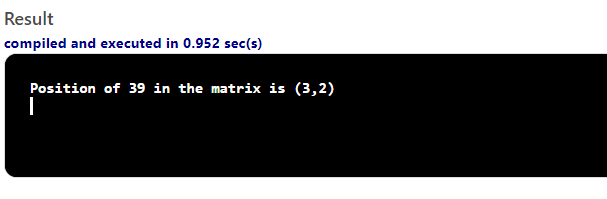 Result
compiled and executed in 0.952 sec(s)
Position of 39 in the matrix is (3,2)